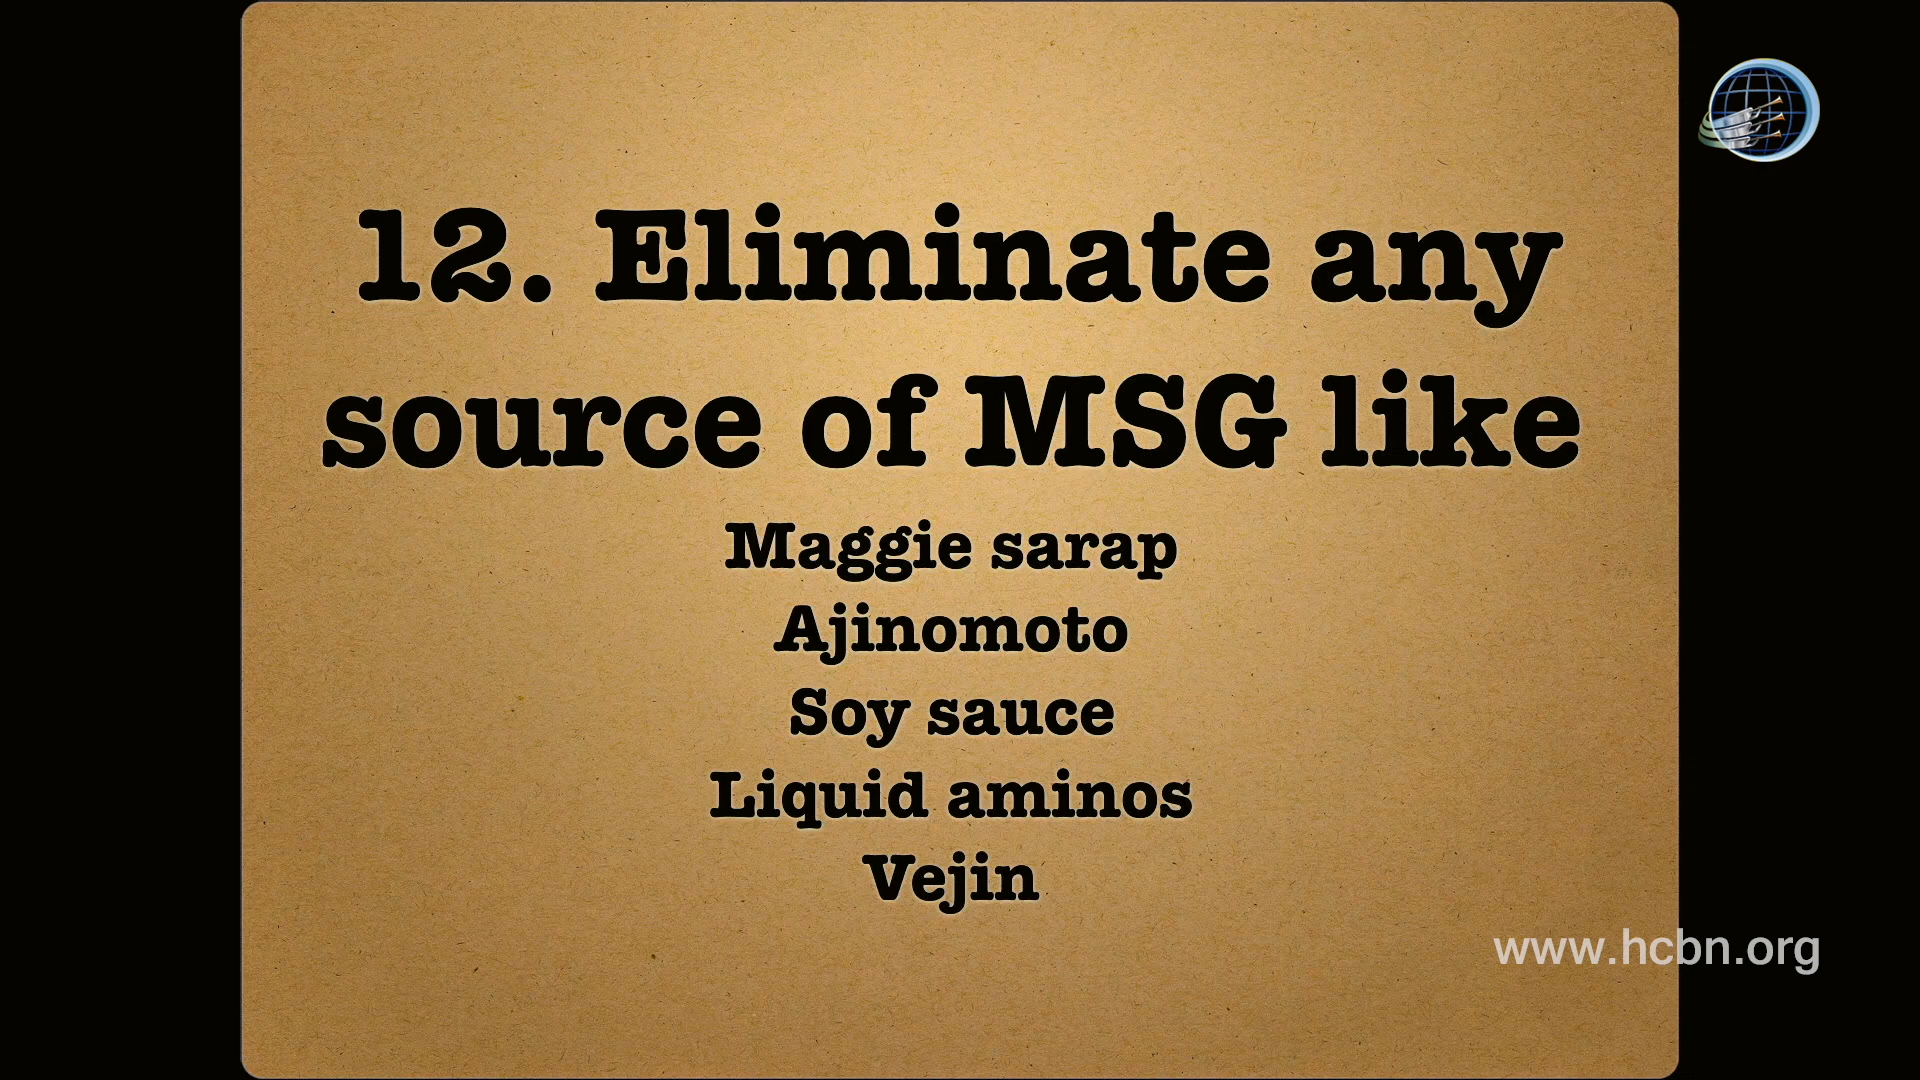 12. Eliminate any
source of MSG like
Maggie sarap
Ajinomoto
Soy sauce
Liquid aminos
Vejin
www.hcbn.org